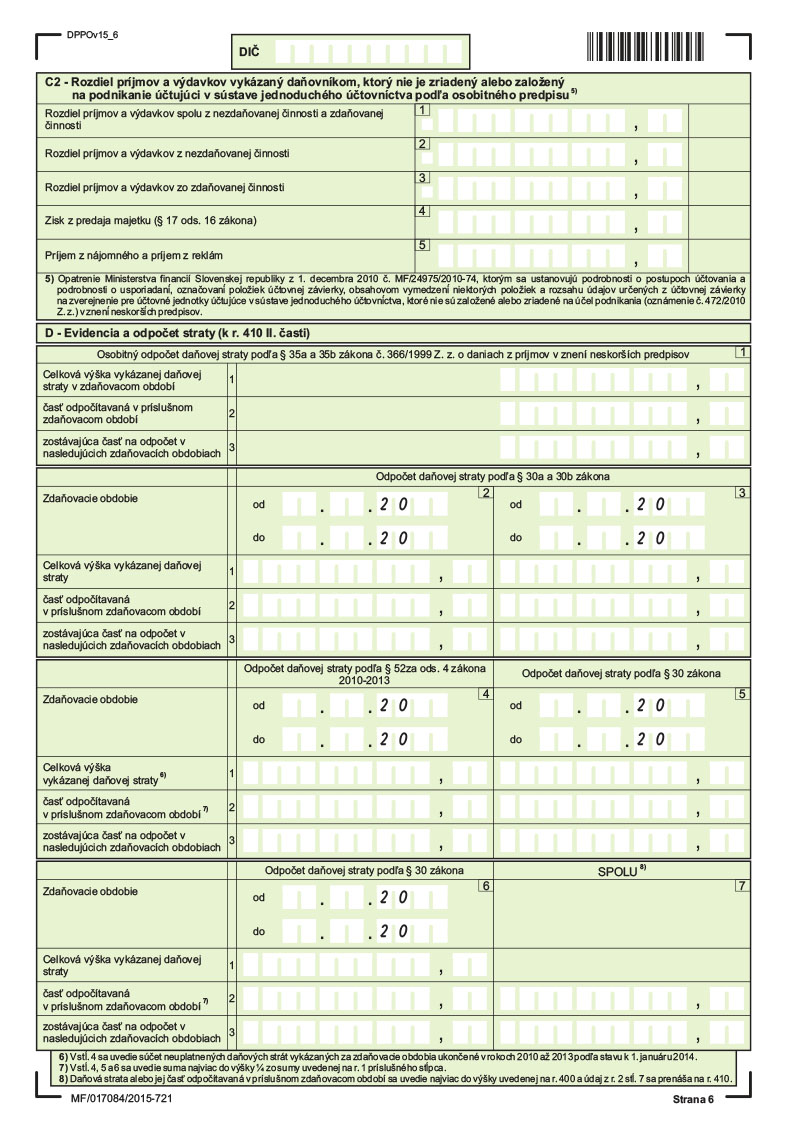 DPPOv15_6
DIČ
C2 - Rozdiel príjmov a výdavkov vykázaný daňovníkom, ktorý nie je zriadený alebo založený
na podnikanie účtujúci v sústave jednoduchého účtovníctva podľa osobitného predpisu 5)
Rozdiel príjmov a výdavkov spolu z nezdaňovanej činnosti a zdaňovanej
činnosti
1
,
Rozdiel príjmov a výdavkov z nezdaňovanej činnosti
2
,
Rozdiel príjmov a výdavkov zo zdaňovanej činnosti
3
,
Zisk z predaja majetku (§ 17 ods. 16 zákona)
4
,
Príjem z nájomného a príjem z reklám
5
,
5) Opatrenie Ministerstva financií Slovenskej republiky z 1. decembra 2010 č. MF/24975/2010-74, ktorým sa ustanovujú podrobnosti o postupoch účtovania a
podrobnosti o usporiadaní, označovaní položiek účtovnej závierky, obsahovom vymedzení niektorých položiek a rozsahu údajov určených z účtovnej závierky
na zverejnenie pre účtovné jednotky účtujúce v sústave jednoduchého účtovníctva, ktoré nie sú založené alebo zriadené na účel podnikania (oznámenie č. 472/2010
Z. z.) v znení neskorších predpisov.
D - Evidencia a odpočet straty (k r. 410 II. časti)
Osobitný odpočet daňovej straty podľa § 35a a 35b zákona č. 366/1999 Z. z. o daniach z príjmov v znení neskorších predpisov 1
Celková výška vykázanej daňovej
straty v zdaňovacom období
1
,
časť odpočítavaná v príslušnom
zdaňovacom období
2
,
zostávajúca časť na odpočet v
nasledujúcich zdaňovacích obdobiach
3
,
Odpočet daňovej straty podľa § 30a a 30b zákona
Zdaňovacie obdobie
od . . 20 2 od . . 20 3
do . . 20 do . . 20
Celková výška vykázanej daňovej
straty
1 , ,
časť odpočítavaná
v príslušnom zdaňovacom období
2 , ,
zostávajúca časť na odpočet v
nasledujúcich zdaňovacích obdobiach
3 , ,
Odpočet daňovej straty podľa § 52za ods. 4 zákona
2010-2013
Odpočet daňovej straty podľa § 30 zákona
Zdaňovacie obdobie
od . . 20 4 od . . 20 5
do . . 20 do . . 20
Celková výška
vykázanej daňovej straty 6)
1 , ,
časť odpočítavaná
v príslušnom zdaňovacom období 7)
2 , ,
zostávajúca časť na odpočet v
nasledujúcich zdaňovacích obdobiach
3 , ,
Odpočet daňovej straty podľa § 30 zákona SPOLU 8)
Zdaňovacie obdobie
od . . 20 6 7
do . . 20
Celková výška vykázanej daňovej
straty
1 ,
časť odpočítavaná
v príslušnom zdaňovacom období 7)
2 , ,
zostávajúca časť na odpočet v
nasledujúcich zdaňovacích obdobiach
3 , ,
6) V stĺ. 4 sa uvedie súčet neuplatnených daňových strát vykázaných za zdaňovacie obdobia ukončené v rokoch 2010 až 2013 podľa stavu k 1. januáru 2014.
7) V stĺ. 4, 5 a 6 sa uvedie suma najviac do výšky ¼ zo sumy uvedenej na r. 1 príslušného stĺpca.
8) Daňová strata alebo jej časť odpočítavaná v príslušnom zdaňovacom období sa uvedie najviac do výšky uvedenej na r. 400 a údaj z r. 2 stĺ. 7 sa prenáša na r. 410.
MF/017084/2015-721
Strana 6